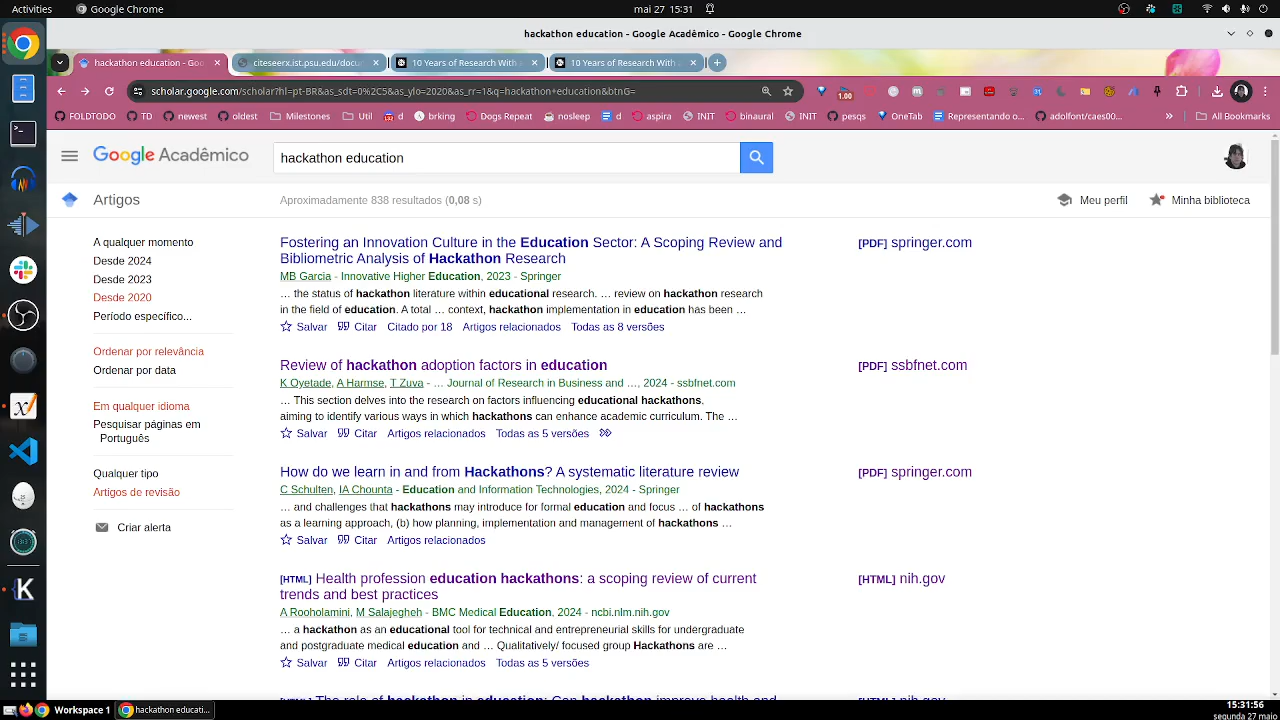 Activities
Google Chrome
mai 27 15:31
hackathon education - Google Acadêmico - Google Chrome
hackathon education - Goo
citeseerx.ist.psu.edu/docu
10 Years of Research With
10 Years of Research With
scholar.google.com/scholar?hl=pt-BR&as_sdt=0%2C5&as_ylo=2020&as_rr=1&q=hackathon+education&btnG=
1.00
FOLDTODO
TD
newest
oldest
Milestones
Util
d
brking
Dogs Repeat
nosleep
d
aspira
INIT
binaural
INIT
pesqs
OneTab
Representando o...
adolfont/caes00...
»
All Bookmarks
Google Acadêmico
hackathon education
Artigos
Aproximadamente 838 resultados (0,08 s)
Meu perfil
Minha biblioteca
A qualquer momento
Desde 2024
Desde 2023
Desde 2020
Período específico...
Ordenar por relevância
Ordenar por data
Em qualquer idioma
Pesquisar páginas em
Português
Qualquer tipo
Artigos de revisão
Criar alerta
Fostering an Innovation Culture in the Education Sector: A Scoping Review and
Bibliometric Analysis of Hackathon Research
[PDF] springer.com
MB Garcia - Innovative Higher Education, 2023 - Springer
… the status of hackathon literature within educational research. … review on hackathon research
in the field of education. A total … context, hackathon implementation in education has been …
Salvar Citar Citado por 18 Artigos relacionados Todas as 8 versões
Review of hackathon adoption factors in education
[PDF] ssbfnet.com
K Oyetade, A Harmse, T Zuva - … Journal of Research in Business and …, 2024 - ssbfnet.com
… This section delves into the research on factors influencing educational hackathons,
aiming to identify various ways in which hackathons can enhance academic curriculum. The …
Salvar Citar Artigos relacionados Todas as 5 versões
How do we learn in and from Hackathons? A systematic literature review
[PDF] springer.com
C Schulten, IA Chounta - Education and Information Technologies, 2024 - Springer
… and challenges that hackathons may introduce for formal education and focus … of hackathons
as a learning approach, (b) how planning, implementation and management of hackathons …
Salvar Citar Artigos relacionados
[HTML] Health profession education hackathons: a scoping review of current
trends and best practices
[HTML] nih.gov
A Rooholamini, M Salajegheh - BMC Medical Education, 2024 - ncbi.nlm.nih.gov
… a hackathon as an educational tool for technical and entrepreneurial skills for undergraduate
and postgraduate medical education and … Qualitatively/ focused group Hackathons are …
Salvar Citar Artigos relacionados Todas as 5 versões
[HTML] The role of hackathon in education: Can hackathon improve health and
[HTML] nih.gov
Workspace 1
hackathon educati...
15:31:56
segunda 27 maio